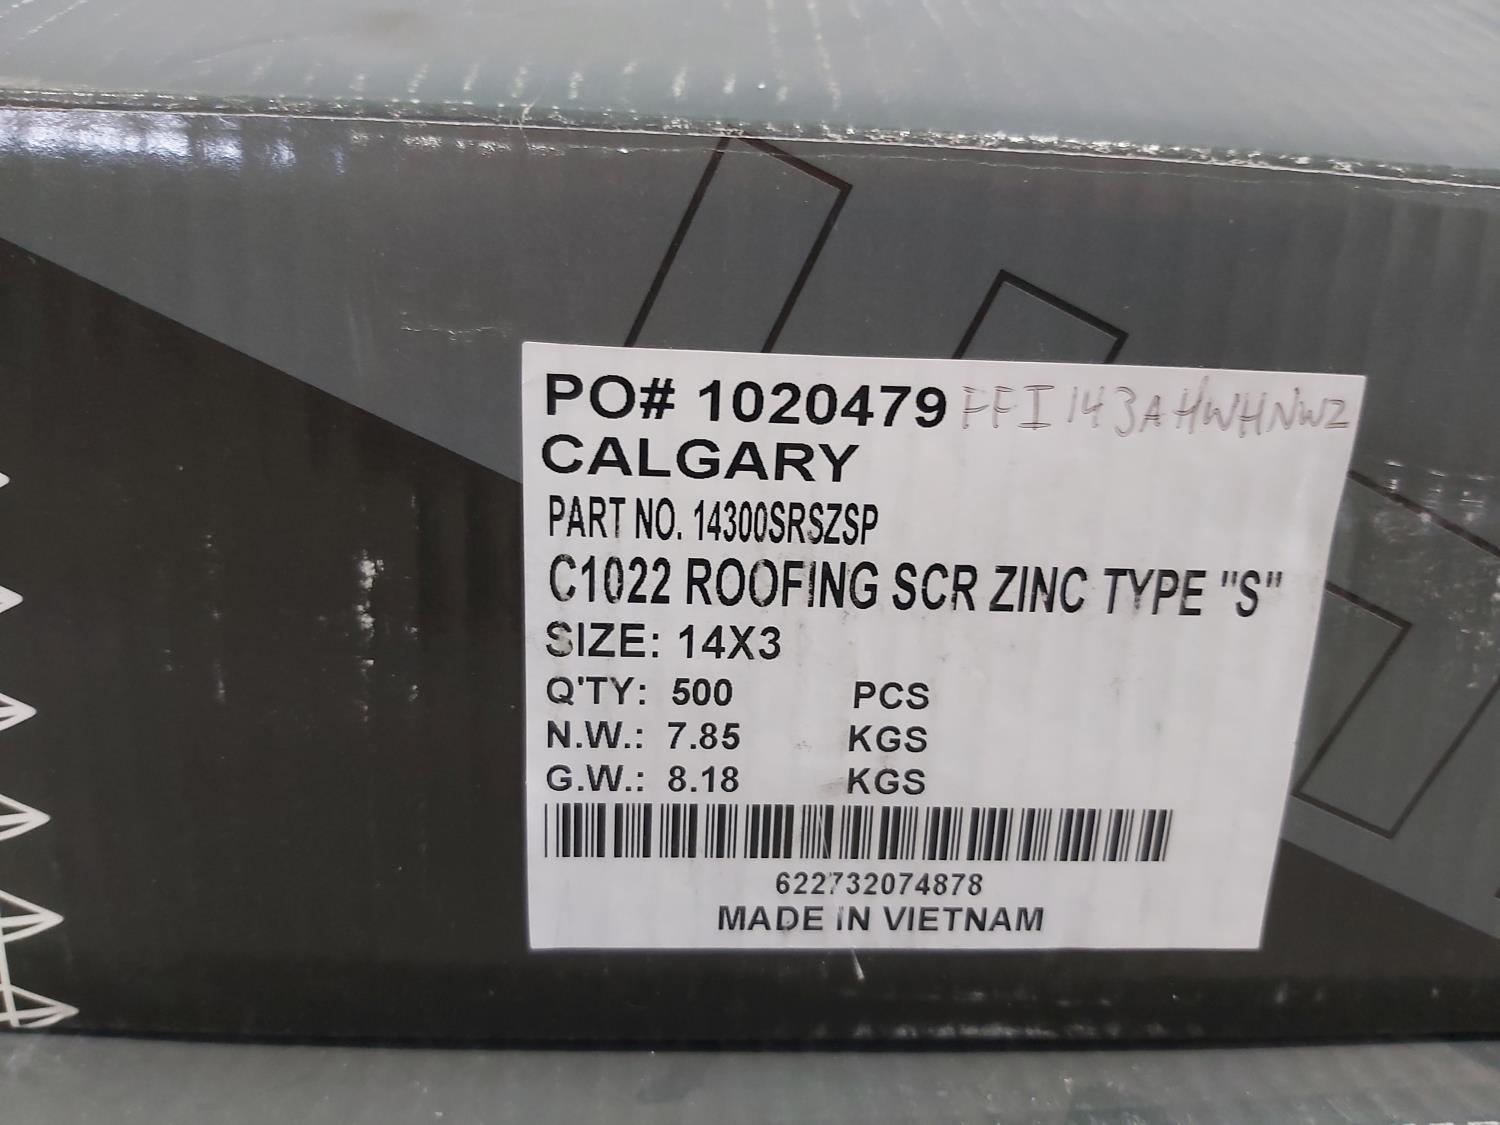 PO# 1020479 FFI143AHWHNWZ
CALGARY
PART NO. 14300SRSZSP
C1022 ROOFING SCR ZINC TYPE "S"
SIZE: 14X3
Q'TY: 500 PCS
N.W.: 7.85 KGS
G.W.: 8.18 KGS
622732074878
MADE IN VIETNAM